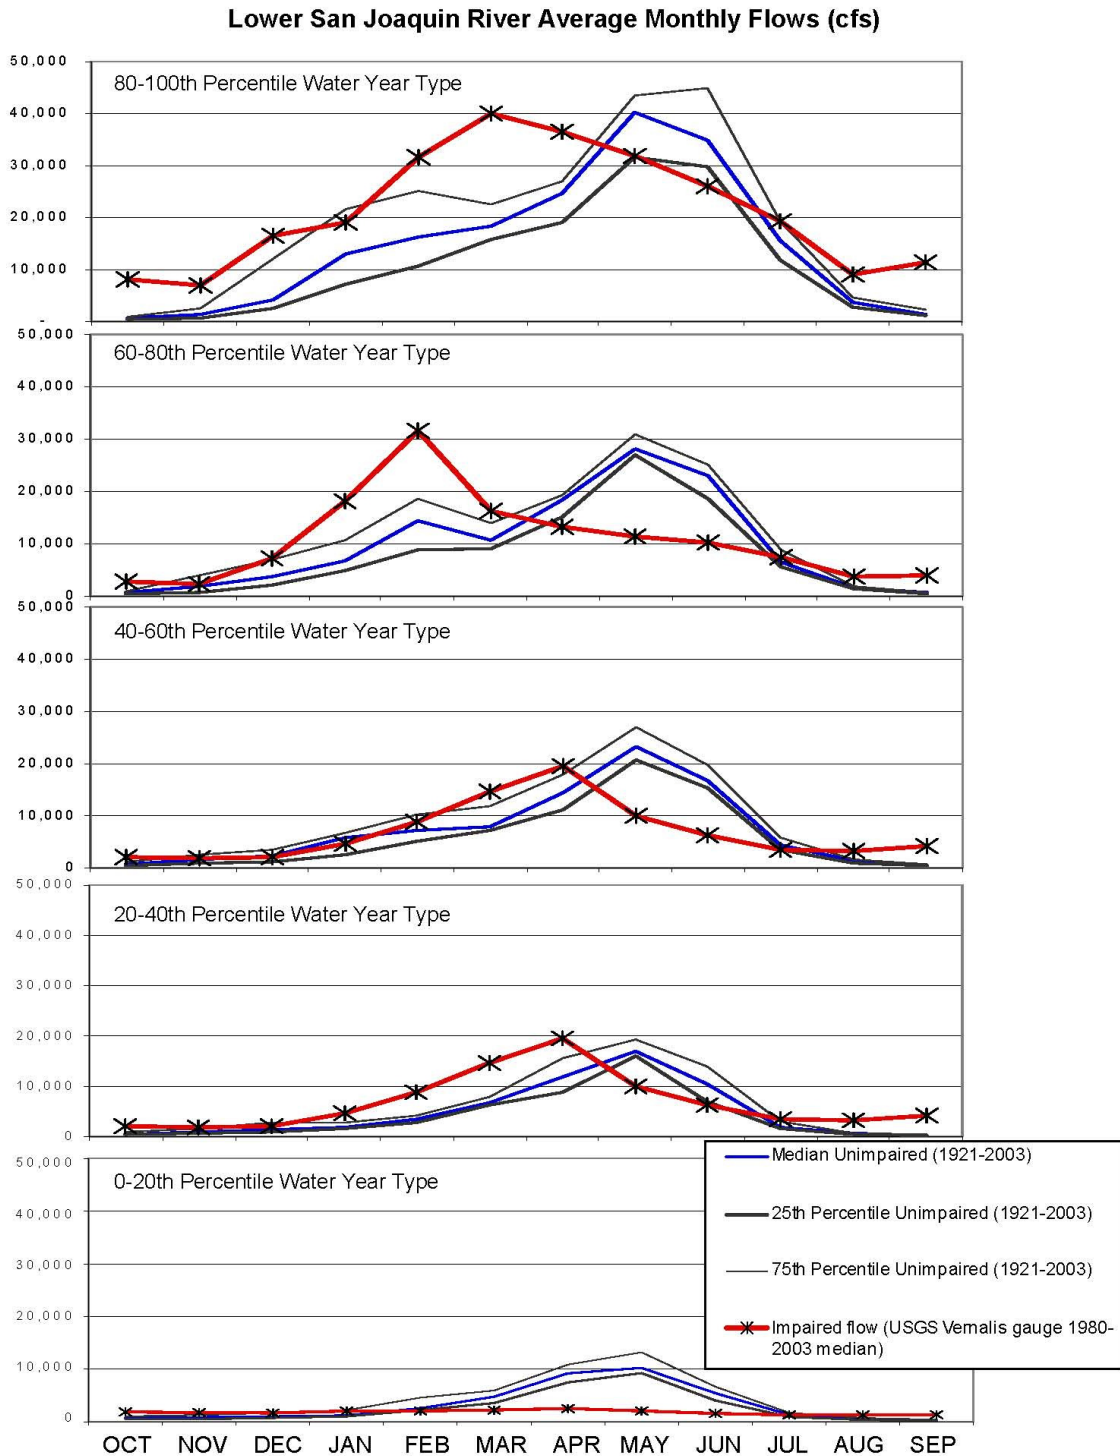 Lower San Joaquin River Average Monthly Flows (cfs)
50,000
80-100th Percentile Water Year Type
40,000
30,000
20,000
10,000
-
50,000
60-80th Percentile Water Year Type
40,000
30,000
20,000
10,000
0
50,000
40-60th Percentile Water Year Type
40,000
30,000
20,000
10,000
0
50,000
20-40th Percentile Water Year Type
40,000
30,000
20,000
10,000
0
50,000
0-20th Percentile Water Year Type
40,000
30,000
20,000
10,000
0
Median Unimpaired (1921-2003)
25th Percentile Unimpaired (1921-2003)
75th Percentile Unimpaired (1921-2003)
Impaired flow (USGS Vernalis gauge 1980-
2003 median)
OCT NOV DEC JAN FEB MAR APR MAY JUN JUL AUG SEP